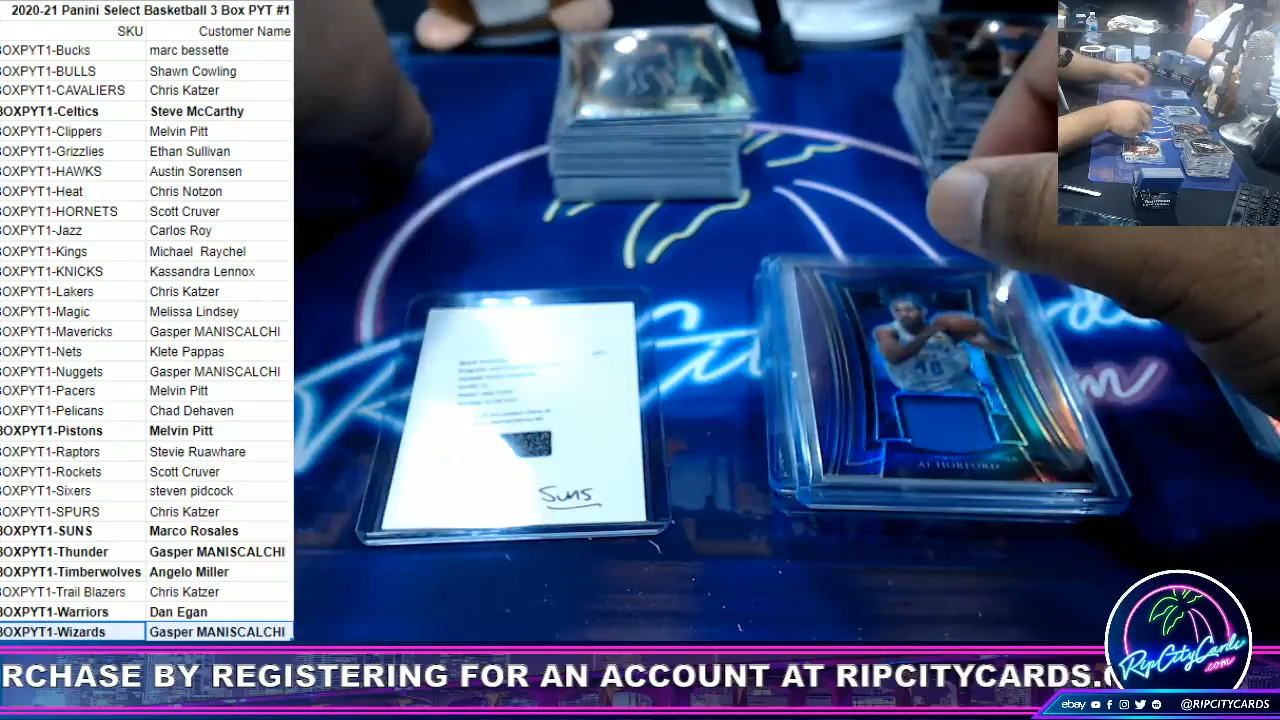 2020-21 Panini Select Basketball 3 Box PYT #1
SKU Customer Name
BOXPYT1-Bucks marc bessette
BOXPYT1-BULLS Shawn Cowling
BOXPYT1-CAVALIERS Chris Katzer
BOXPYT1-Celtics Steve McCarthy
BOXPYT1-Clippers Melvin Pitt
BOXPYT1-Grizzlies Ethan Sullivan
BOXPYT1-HAWKS Austin Sorensen
BOXPYT1-Heat Chris Notzon
BOXPYT1-HORNETS Scott Cruver
BOXPYT1-Jazz Carlos Roy
BOXPYT1-Kings Michael Raychel
BOXPYT1-KNICKS Kassandra Lennox
BOXPYT1-Lakers Chris Katzer
BOXPYT1-Magic Melissa Lindsey
BOXPYT1-Mavericks Gasper MANISCALCHI
BOXPYT1-Nets Klete Pappas
BOXPYT1-Nuggets Gasper MANISCALCHI
BOXPYT1-Pacers Melvin Pitt
BOXPYT1-Pelicans Chad Dehaven
BOXPYT1-Pistons Melvin Pitt
BOXPYT1-Raptors Stevie Ruawhare
BOXPYT1-Rockets Scott Cruver
BOXPYT1-Sixers steven pidcock
BOXPYT1-SPURS Chris Katzer
BOXPYT1-SUNS Marco Rosales
BOXPYT1-Thunder Gasper MANISCALCHI
BOXPYT1-Timberwolves Angelo Miller
BOXPYT1-Trail Blazers Chris Katzer
BOXPYT1-Warriors Dan Egan
BOXPYT1-Wizards Gasper MANISCALCHI
AL HORFORD
Suns
RCHASE BY REGISTERING FOR AN ACCOUNT AT RIPCITYCARDS.
RipCityCards
.com
ebay @RIPCITYCARDS